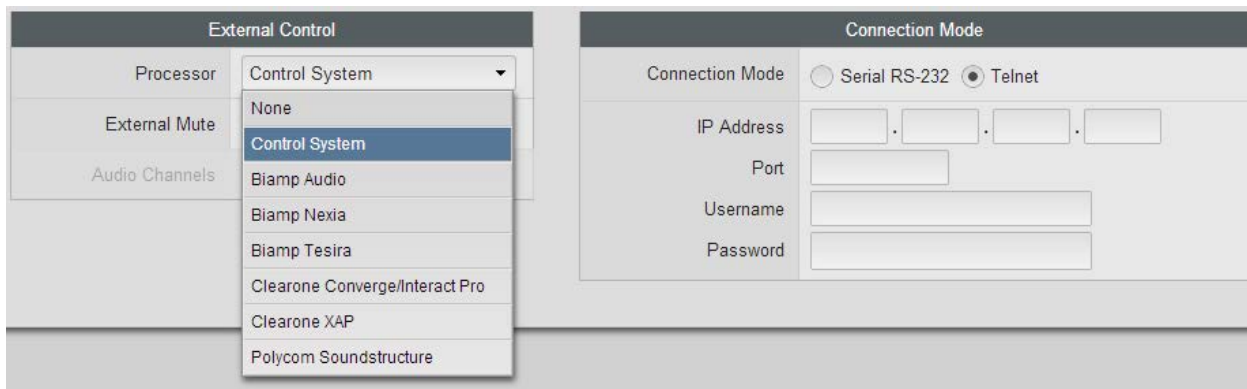 External Control
Processor
Control System
None
External Mute
Control System
Audio Channels
Biamp Audio
Biamp Nexia
Biamp Tesira
Clearone Converge/Interact Pro
Clearone XAP
Polycom Soundstructure
Connection Mode
Connection Mode Serial RS-232 Telnet
IP Address . . .
Port
Username
Password